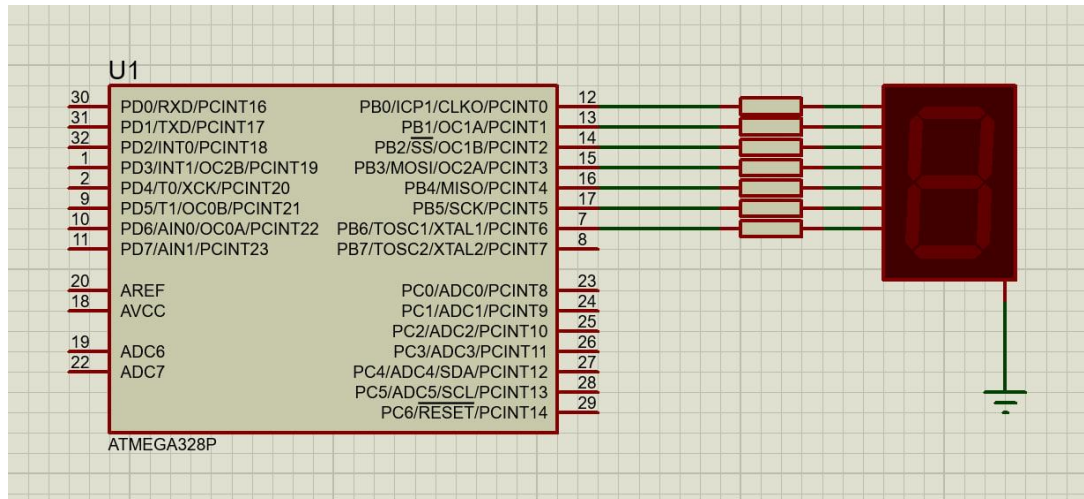 U1
30 PD0/RXD/PCINT16 PB0/ICP1/CLKO/PCINT0 12
31 PD1/TXD/PCINT17 PB1/OC1A/PCINT1 13
32 PD2/INT0/PCINT18 PB2/SS/OC1B/PCINT2 14
1 PD3/INT1/OC2B/PCINT19 PB3/MOSI/OC2A/PCINT3 15
2 PD4/T0/XCK/PCINT20 PB4/MISO/PCINT4 16
9 PD5/T1/OC0B/PCINT21 PB5/SCK/PCINT5 17
10 PD6/AIN0/OC0A/PCINT22 PB6/TOSC1/XTAL1/PCINT6 7
11 PD7/AIN1/PCINT23 PB7/TOSC2/XTAL2/PCINT7 8
20 AREF PC0/ADC0/PCINT8 23
18 AVCC PC1/ADC1/PCINT9 24
PC2/ADC2/PCINT10 25
19 ADC6 PC3/ADC3/PCINT11 26
22 ADC7 PC4/ADC4/SDA/PCINT12 27
PC5/ADC5/SCL/PCINT13 28
PC6/RESET/PCINT14 29
ATMEGA328P